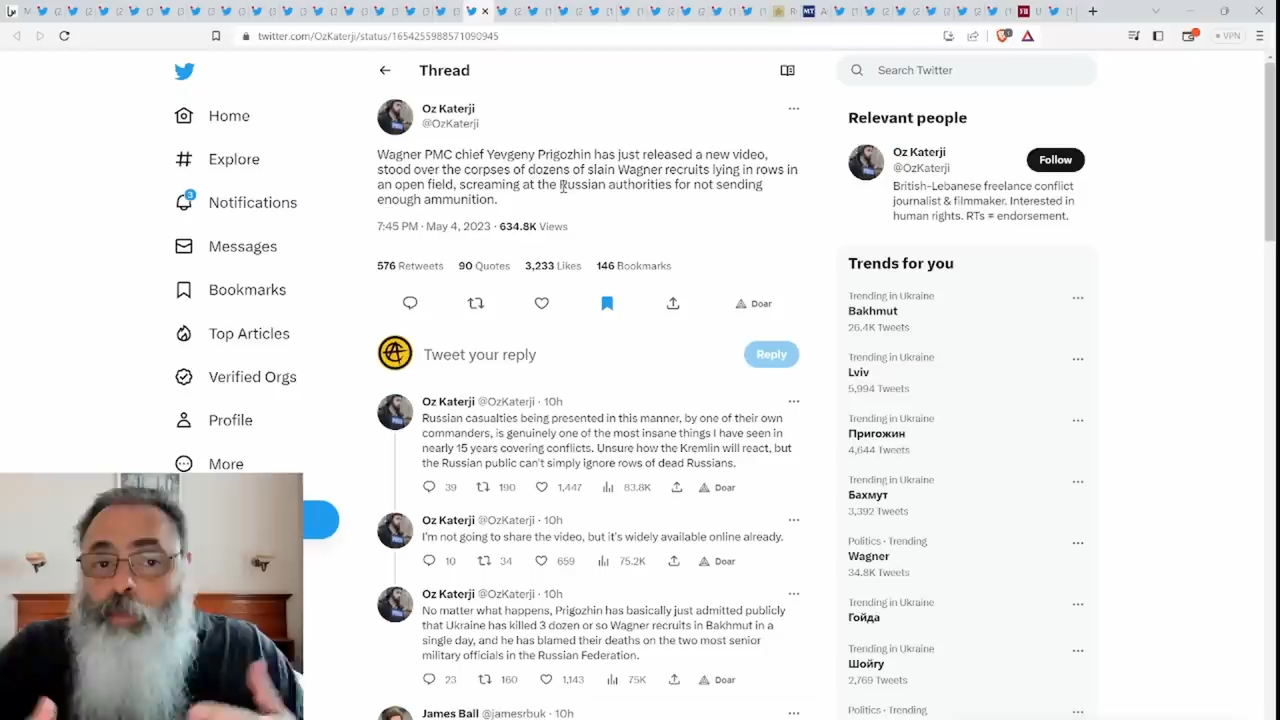 twitter.com/OzKaterji/status/1654255988571090945
VPN
Home
Explore
3
Notifications
Messages
Bookmarks
Top Articles
Verified Orgs
Profile
More
Thread
Oz Katerji
@OzKaterji
Wagner PMC chief Yevgeny Prigozhin has just released a new video,
stood over the corpses of dozens of slain Wagner recruits lying in rows in
an open field, screaming at the Russian authorities for not sending
enough ammunition.
7:45 PM · May 4, 2023 · 634.8K Views
576 Retweets 90 Quotes 3,233 Likes 146 Bookmarks
Doar
Tweet your reply
Reply
Oz Katerji @OzKaterji · 10h
Russian casualties being presented in this manner, by one of their own
commanders, is genuinely one of the most insane things I have seen in
nearly 15 years covering conflicts. Unsure how the Kremlin will react, but
the Russian public can't simply ignore rows of dead Russians.
39 190 1,447 83.8K Doar
Oz Katerji @OzKaterji · 10h
I'm not going to share the video, but it's widely available online already.
10 34 659 75.2K Doar
Oz Katerji @OzKaterji · 10h
No matter what happens, Prigozhin has basically just admitted publicly
that Ukraine has killed 3 dozen or so Wagner recruits in Bakhmut in a
single day, and he has blamed their deaths on the two most senior
military officials in the Russian Federation.
23 160 1,143 75K Doar
James Ball @jamesrbuk · 10h
Search Twitter
Relevant people
Oz Katerji
@OzKaterji
Follow
British-Lebanese freelance conflict
journalist & filmmaker. Interested in
human rights. RTs ≠ endorsement.
Trends for you
Trending in Ukraine
Bakhmut
26.4K Tweets
Trending in Ukraine
Lviv
5,994 Tweets
Trending in Ukraine
Пригожин
4,644 Tweets
Trending in Ukraine
Бахмут
3,392 Tweets
Politics · Trending
Wagner
34.8K Tweets
Trending in Ukraine
Гойда
Trending in Ukraine
Шойгу
2,769 Tweets
Politics · Trending